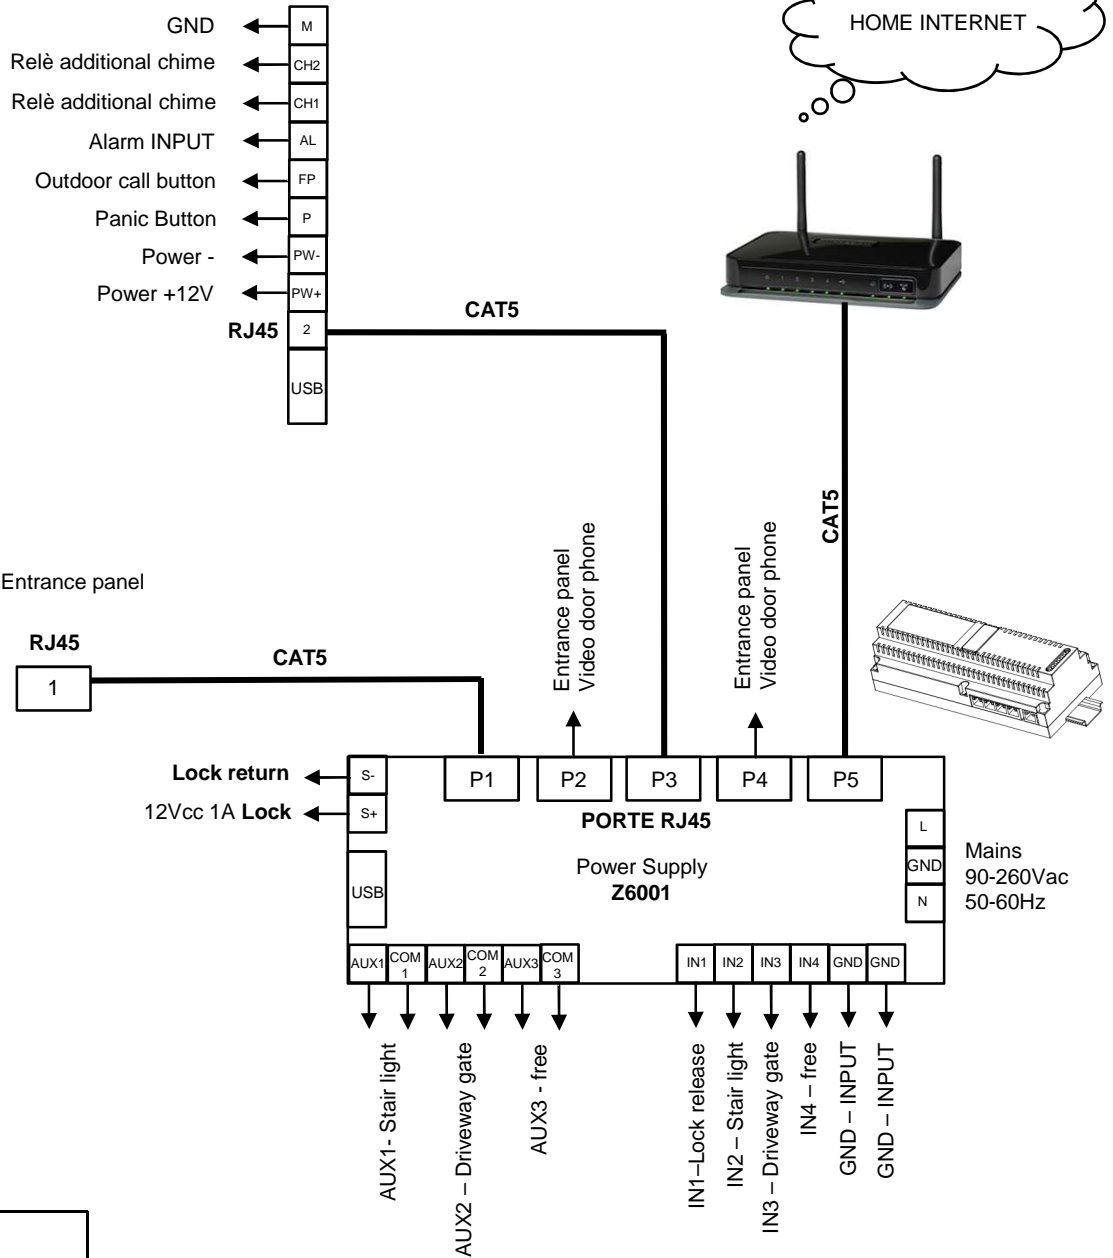 HOME INTERNET
GND
M
Relè additional chime
CH2
Relè additional chime
CH1
Alarm INPUT
AL
Outdoor call button
FP
Panic Button
P
Power -
PW-
Power +12V
PW+
RJ45
2
CAT5
USB
CAT5
Entrance panel
RJ45
1
CAT5
Entrance panel
Video door phone
Entrance panel
Video door phone
Lock return
S-
12Vcc 1A Lock
S+
P1
P2
P3
P4
P5
PORTE RJ45
Power Supply
Z6001
USB
L
GND
N
Mains
90-260Vac
50-60Hz
AUX1
COM
1
AUX2
COM
2
AUX3
COM
3
IN1
IN2
IN3
IN4
GND
GND
AUX1- Stair light
AUX2 – Driveway gate
AUX3 - free
IN1–Lock release
IN2 – Stair light
IN3 – Driveway gate
IN4 – free
GND – INPUT
GND – INPUT